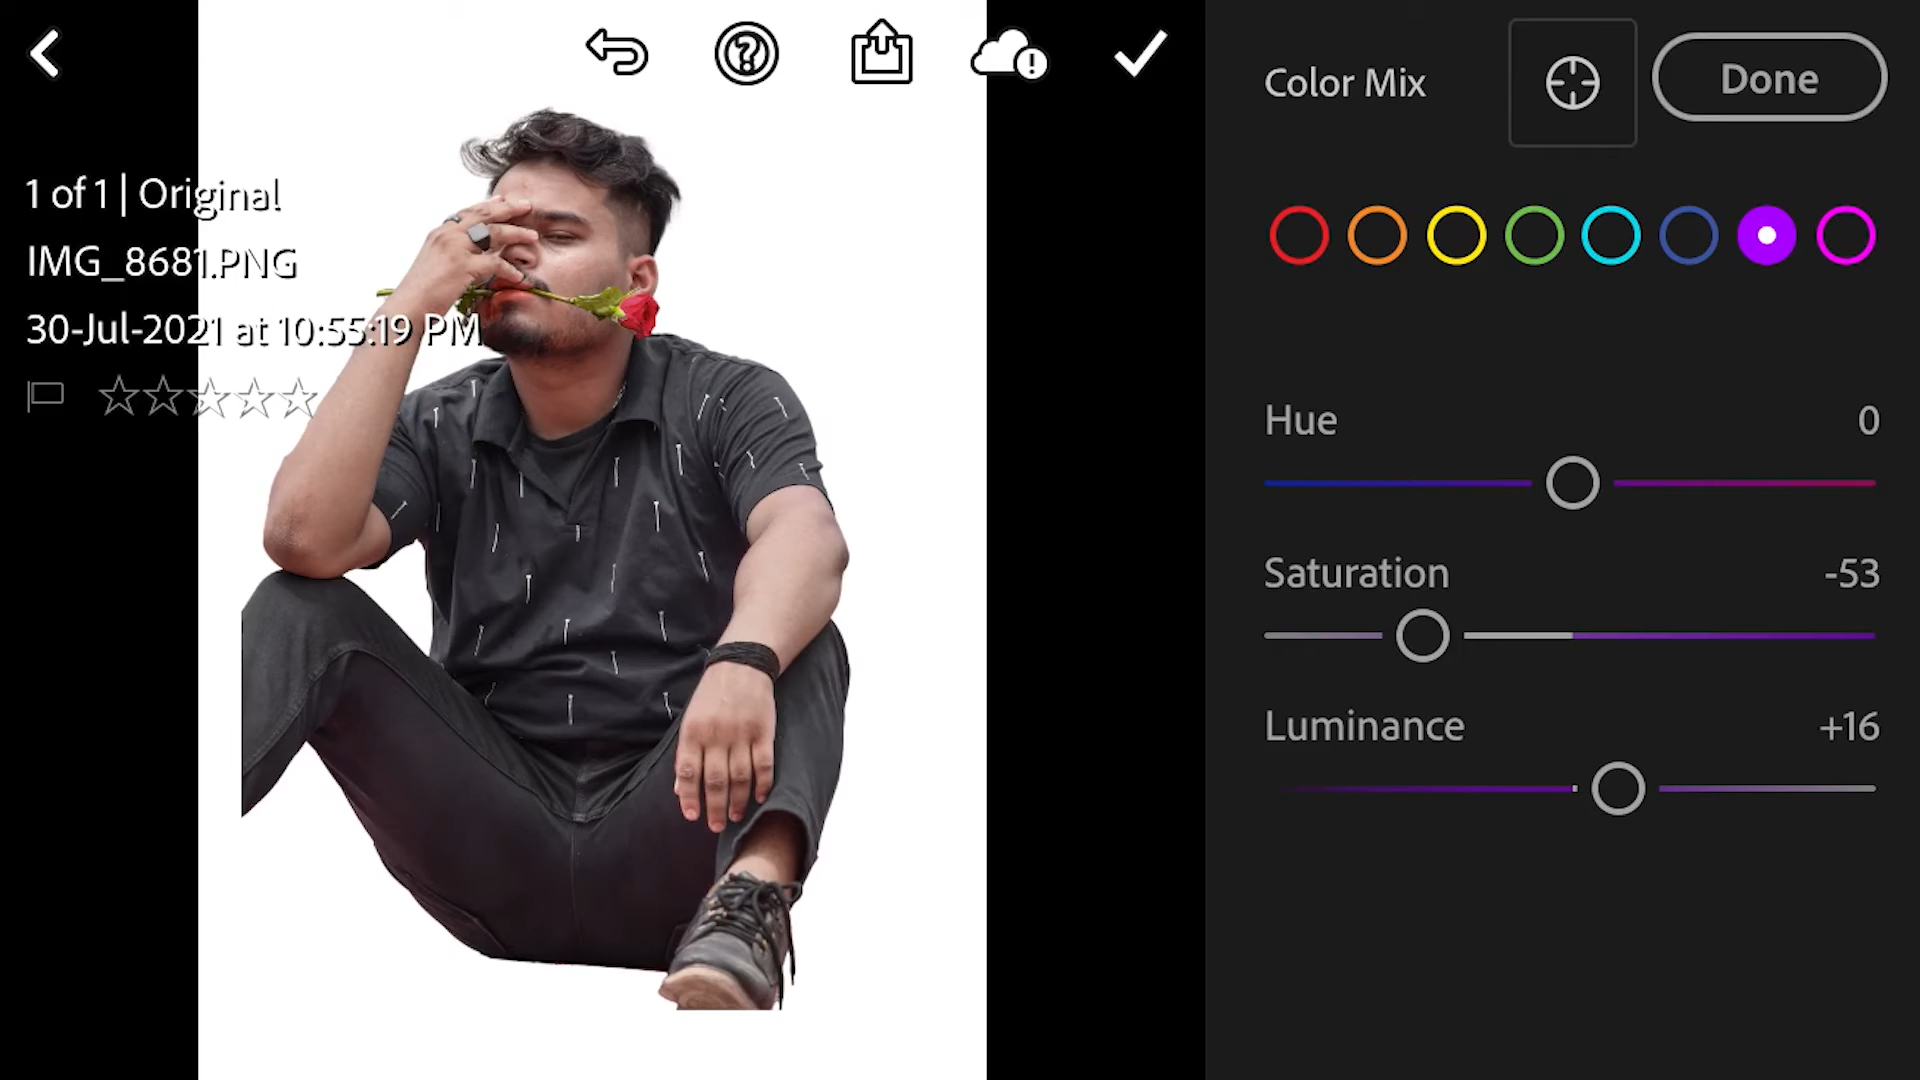 Color Mix
Done
1 of 1 | Original
IMG_8681.PNG
30-Jul-2021 at 10:55:19 PM
Hue 0
Saturation -53
Luminance +16